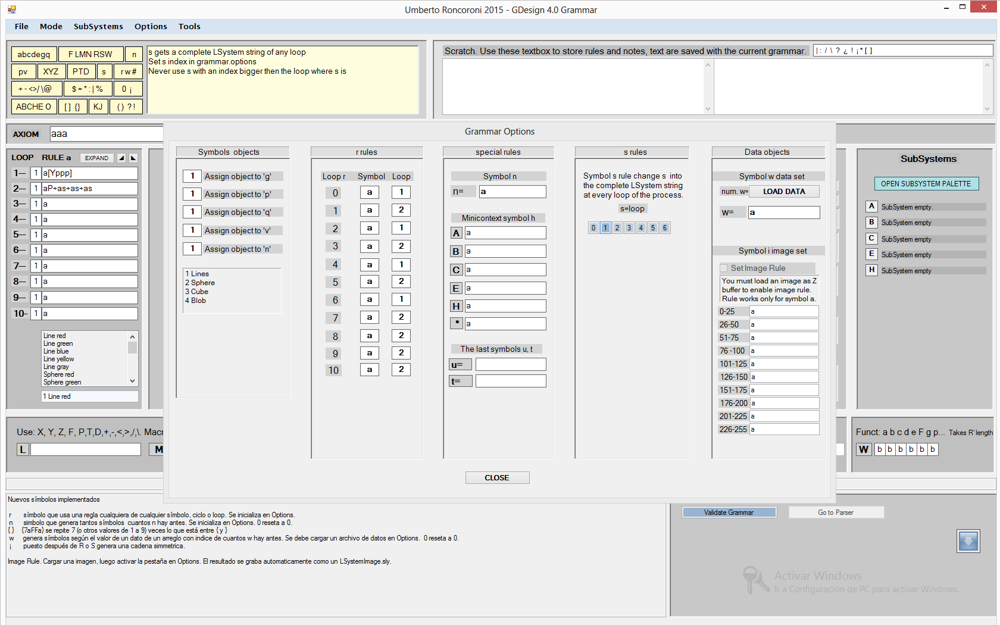 Umberto Roncoroni 2015 - GDesign 4.0 Grammar
File Mode SubSystems Options Tools
abcdegq F LMN RSW n
pv XYZ PTD s r w #
+ - <>/ \@ $ = * : | % 0 ¡
ABCHE O [ ] {} KJ ( ) ? !
s gets a complete LSystem string of any loop
Set s index in grammar.options
Never use s with an index bigger then the loop where s is
Scratch. Use these textbox to store rules and notes, text are saved with the current grammar.
| : / \ ? ¿ ! ¡ * [ ]
AXIOM aaa
LOOP RULE a EXPAND
1-- 1 a[Yppp]
2-- 1 aP+as+as+as
3-- 1 a
4-- 1 a
5-- 1 a
6-- 1 a
7-- 1 a
8-- 1 a
9-- 1 a
10- 1 a
Line red
Line green
Line blue
Line yellow
Line gray
Sphere red
Sphere green
1 Line red
Grammar Options
Symbols objects
1 Assign object to 'g'
1 Assign object to 'p'
1 Assign object to 'q'
1 Assign object to 'v'
1 Assign object to 'n'
1 Lines
2 Sphere
3 Cube
4 Blob
r rules
Loop r Symbol Loop
0 a 1
1 a 2
2 a 1
3 a 2
4 a 1
5 a 2
6 a 1
7 a 2
8 a 2
9 a 2
10 a 2
special rules
Symbol n
n= a
Minicontext symbol h
A a
B a
C a
E a
H a
* a
The last symbols u, t
u=
t=
s rules
Symbol s rule change s into
the complete LSystem string
at every loop of the process.
s=loop
0 1 2 3 4 5 6
Data objects
Symbol w data set
num. w= LOAD DATA
w= a
Symbol i image set
Set Image Rule
You must load an image as Z
buffer to enable image rule.
Rule works only for symbol a.
0-25 a
26-50 a
51-75 a
76 -100 a
101-125 a
126-150 a
151-175 a
176-200 a
201-225 a
226-255 a
CLOSE
SubSystems
OPEN SUBSYSTEM PALETTE
A SubSystem empty.
B SubSystem empty
C SubSystem empty
E SubSystem empty
H SubSystem empty
Use: X, Y, Z, F, P,T,D,+,-,<,>,/,\. Macr
L M
Funct: a b c d e F g p... Takes R' length
W b b b b b b
Nuevos símbolos implementados
r símbolo que usa una regla cualquiera de cualquier símbolo, ciclo o loop. Se inicializa en Options.
n simbolo que genera tantos símbolos cuantos n hay antes. Se inicializa en Options. 0 reseta a 0.
{ } {7aFFa} se repite 7 (o otros valores de 1 a 9) veces lo que está entre { y }
w genera símbolos según el valor de un dato de un arreglo con indice de cuantos w hay antes. Se debe cargar un archivo de datos en Options. 0 reseta a 0.
¡ puesto después de R o S genera una cadena simmetrica.
Image Rule. Cargar una imagen, luego activar la pestaña en Options. El resultado se graba automaticamente como un LSystemImage.sly.
Validate Grammar Go to Parser
Activar Windows
Ir a Configuración de PC para activar Windows.